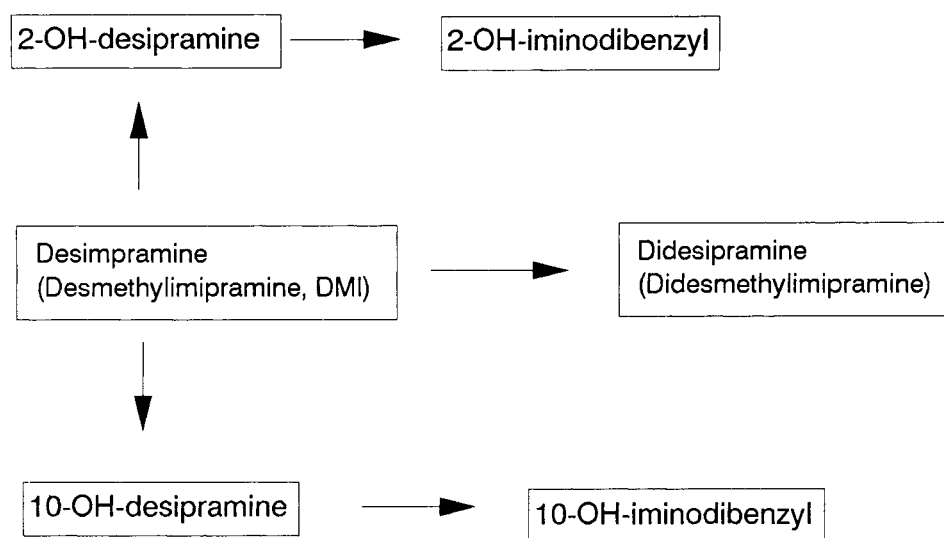 2-OH-desipramine
2-OH-iminodibenzyl
Desimpramine
(Desmethylimipramine, DMI)
Didesipramine
(Didesmethylimipramine)
10-OH-desipramine
10-OH-iminodibenzyl